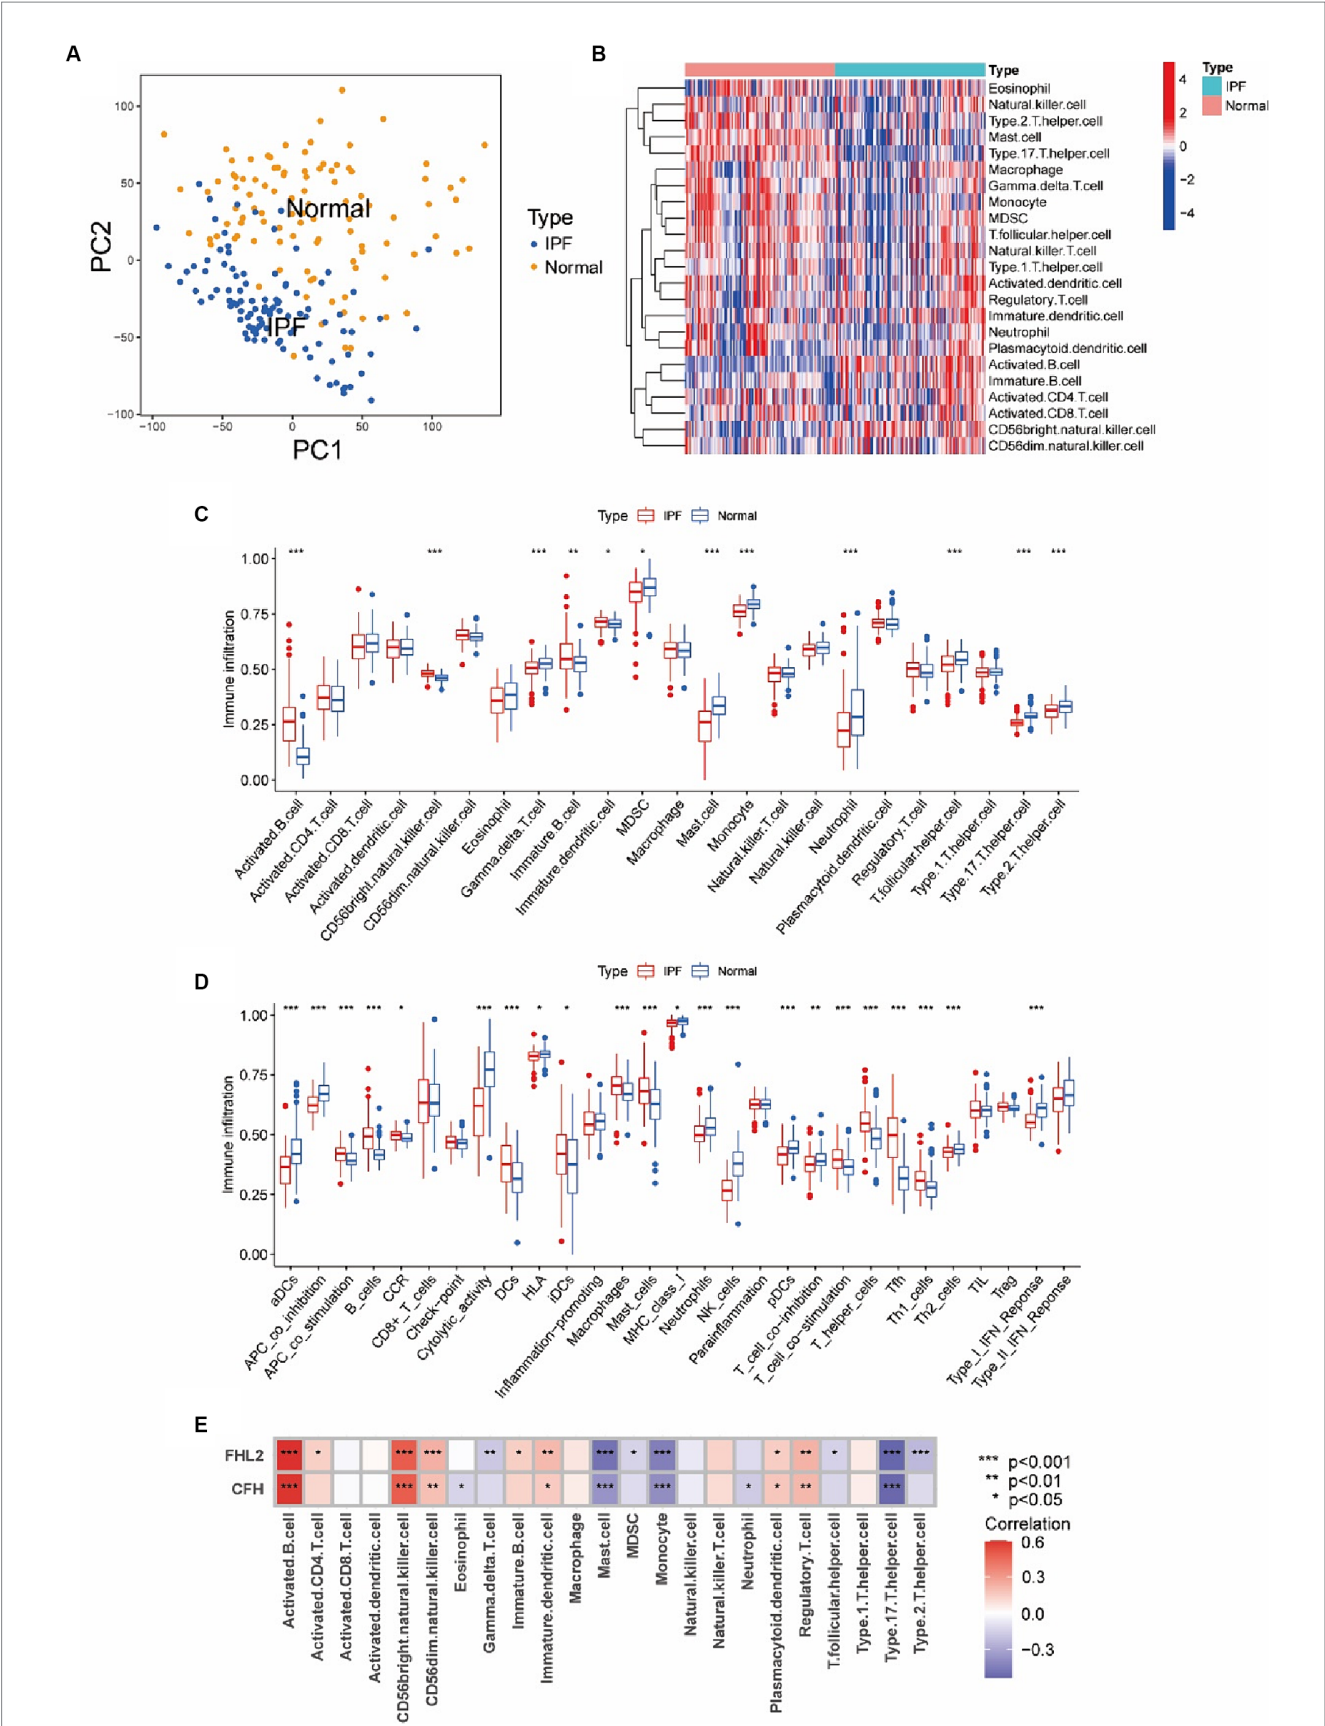 A
100
50
0
−50
−100
−100
−50
0
50
100
PC2
PC1
Normal
IPF
Type
IPF
Normal
B
Type
Eosinophil
Natural.killer.cell
Type.2.T.helper.cell
Mast.cell
Type.17.T.helper.cell
Macrophage
Gamma.delta.T.cell
Monocyte
MDSC
T.follicular.helper.cell
Natural.killer.T.cell
Type.1.T.helper.cell
Activated.dendritic.cell
Regulatory.T.cell
Immature.dendritic.cell
Neutrophil
Plasmacytoid.dendritic.cell
Activated.B.cell
Immature.B.cell
Activated.CD4.T.cell
Activated.CD8.T.cell
CD56bright.natural.killer.cell
CD56dim.natural.killer.cell
4
2
0
−2
−4
Type
IPF
Normal
C
Type IPF Normal
*** *** *** ** * * *** *** *** *** *** ***
1.00
0.75
0.50
0.25
0.00
Immune infiltration
Activated.B.cell
Activated.CD4.T.cell
Activated.CD8.T.cell
Activated.dendritic.cell
CD56bright.natural.killer.cell
CD56dim.natural.killer.cell
Eosinophil
Gamma.delta.T.cell
Immature.B.cell
Immature.dendritic.cell
MDSC
Macrophage
Mast.cell
Monocyte
Natural.killer.T.cell
Natural.killer.cell
Neutrophil
Plasmacytoid.dendritic.cell
Regulatory.T.cell
T.follicular.helper.cell
Type.1.T.helper.cell
Type.17.T.helper.cell
Type.2.T.helper.cell
D
Type IPF Normal
*** *** *** *** * *** *** * * *** *** * *** *** *** ** *** *** *** *** *** ***
1.00
0.75
0.50
0.25
0.00
Immune infiltration
aDCs
APC_co_inhibition
APC_co_stimulation
B_cells
CCR
CD8+_T_cells
Check−point
Cytolytic_activity
DCs
HLA
iDCs
Inflammation−promoting
Macrophages
Mast_cells
MHC_class_I
Neutrophils
NK_cells
Parainflammation
pDCs
T_cell_co−inhibition
T_cell_co−stimulation
T_helper_cells
Tfh
Th1_cells
Th2_cells
TIL
Treg
Type_I_IFN_Reponse
Type_II_IFN_Reponse
E
FHL2 *** * *** *** ** * ** *** * *** * ** * *** ***
CFH *** *** ** * * *** *** * * ** ***
Activated.B.cell
Activated.CD4.T.cell
Activated.CD8.T.cell
Activated.dendritic.cell
CD56bright.natural.killer.cell
CD56dim.natural.killer.cell
Eosinophil
Gamma.delta.T.cell
Immature.B.cell
Immature.dendritic.cell
Macrophage
Mast.cell
MDSC
Monocyte
Natural.killer.cell
Natural.killer.T.cell
Neutrophil
Plasmacytoid.dendritic.cell
Regulatory.T.cell
T.follicular.helper.cell
Type.1.T.helper.cell
Type.17.T.helper.cell
Type.2.T.helper.cell
*** p<0.001
** p<0.01
* p<0.05
Correlation
0.6
0.3
0.0
−0.3